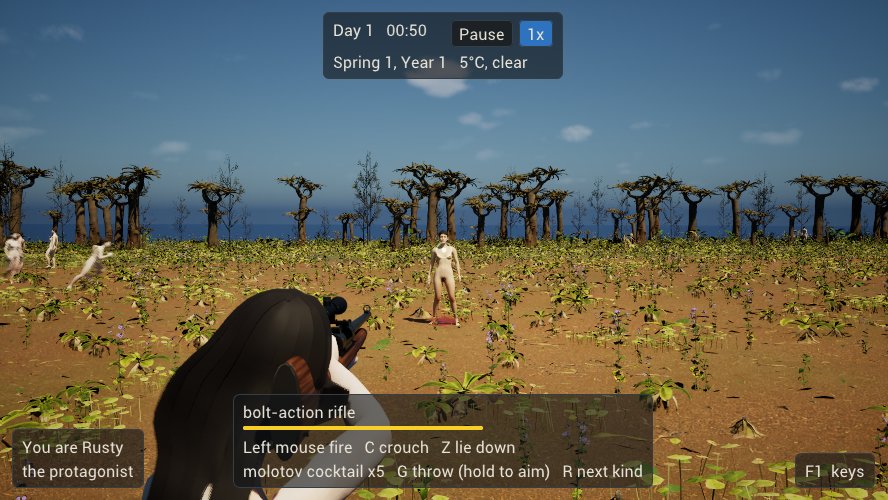 Day 1 00:50 Pause 1x
Spring 1, Year 1 5°C, clear
bolt-action rifle
Left mouse fire C crouch Z lie down
molotov cocktail x5 G throw (hold to aim) R next kind
You are Rusty
the protagonist
F1 keys